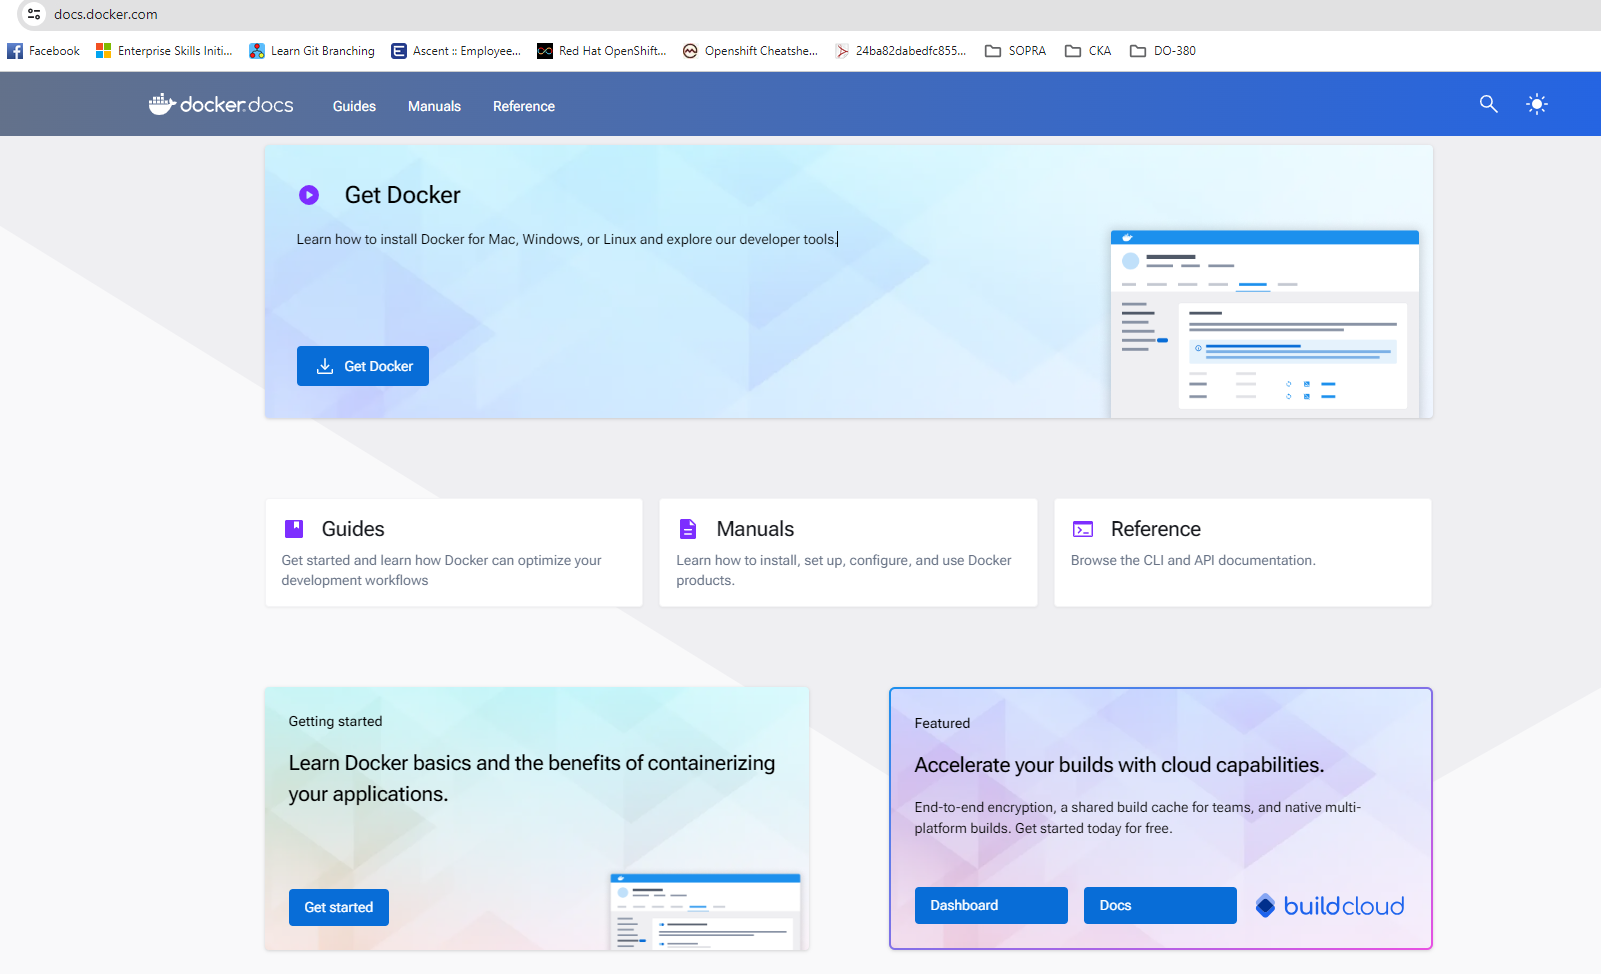 docs.docker.com
Facebook
Enterprise Skills Initi...
Learn Git Branching
Ascent :: Employee...
Red Hat OpenShift...
Openshift Cheatshe...
24ba82dabedfc855...
SOPRA
CKA
DO-380
docker.docs
Guides
Manuals
Reference
Get Docker
Learn how to install Docker for Mac, Windows, or Linux and explore our developer tools.
Get Docker
Guides
Get started and learn how Docker can optimize your
development workflows
Manuals
Learn how to install, set up, configure, and use Docker
products.
Reference
Browse the CLI and API documentation.
Getting started
Learn Docker basics and the benefits of containerizing
your applications.
Get started
Featured
Accelerate your builds with cloud capabilities.
End-to-end encryption, a shared build cache for teams, and native multi-
platform builds. Get started today for free.
Dashboard
Docs
buildcloud